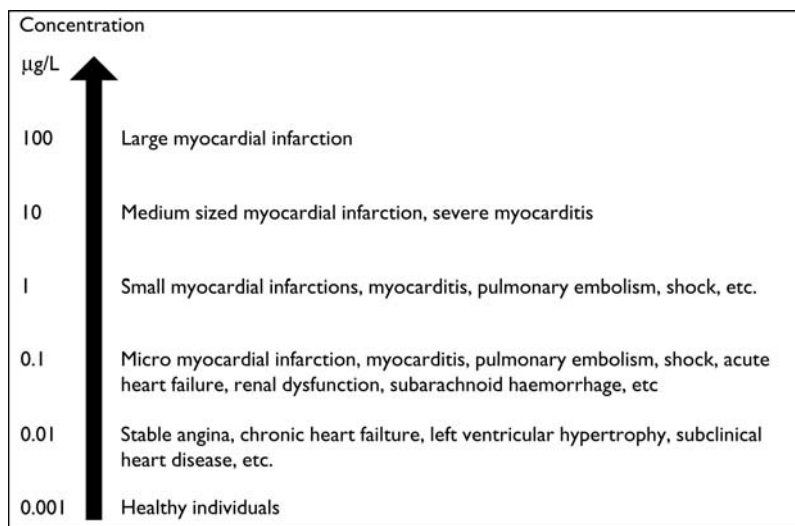 Concentration
µg/L
100 Large myocardial infarction
10 Medium sized myocardial infarction, severe myocarditis
1 Small myocardial infarctions, myocarditis, pulmonary embolism, shock, etc.
0.1 Micro myocardial infarction, myocarditis, pulmonary embolism, shock, acute
heart failure, renal dysfunction, subarachnoid haemorrhage, etc
0.01 Stable angina, chronic heart failture, left ventricular hypertrophy, subclinical
heart disease, etc.
0.001 Healthy individuals